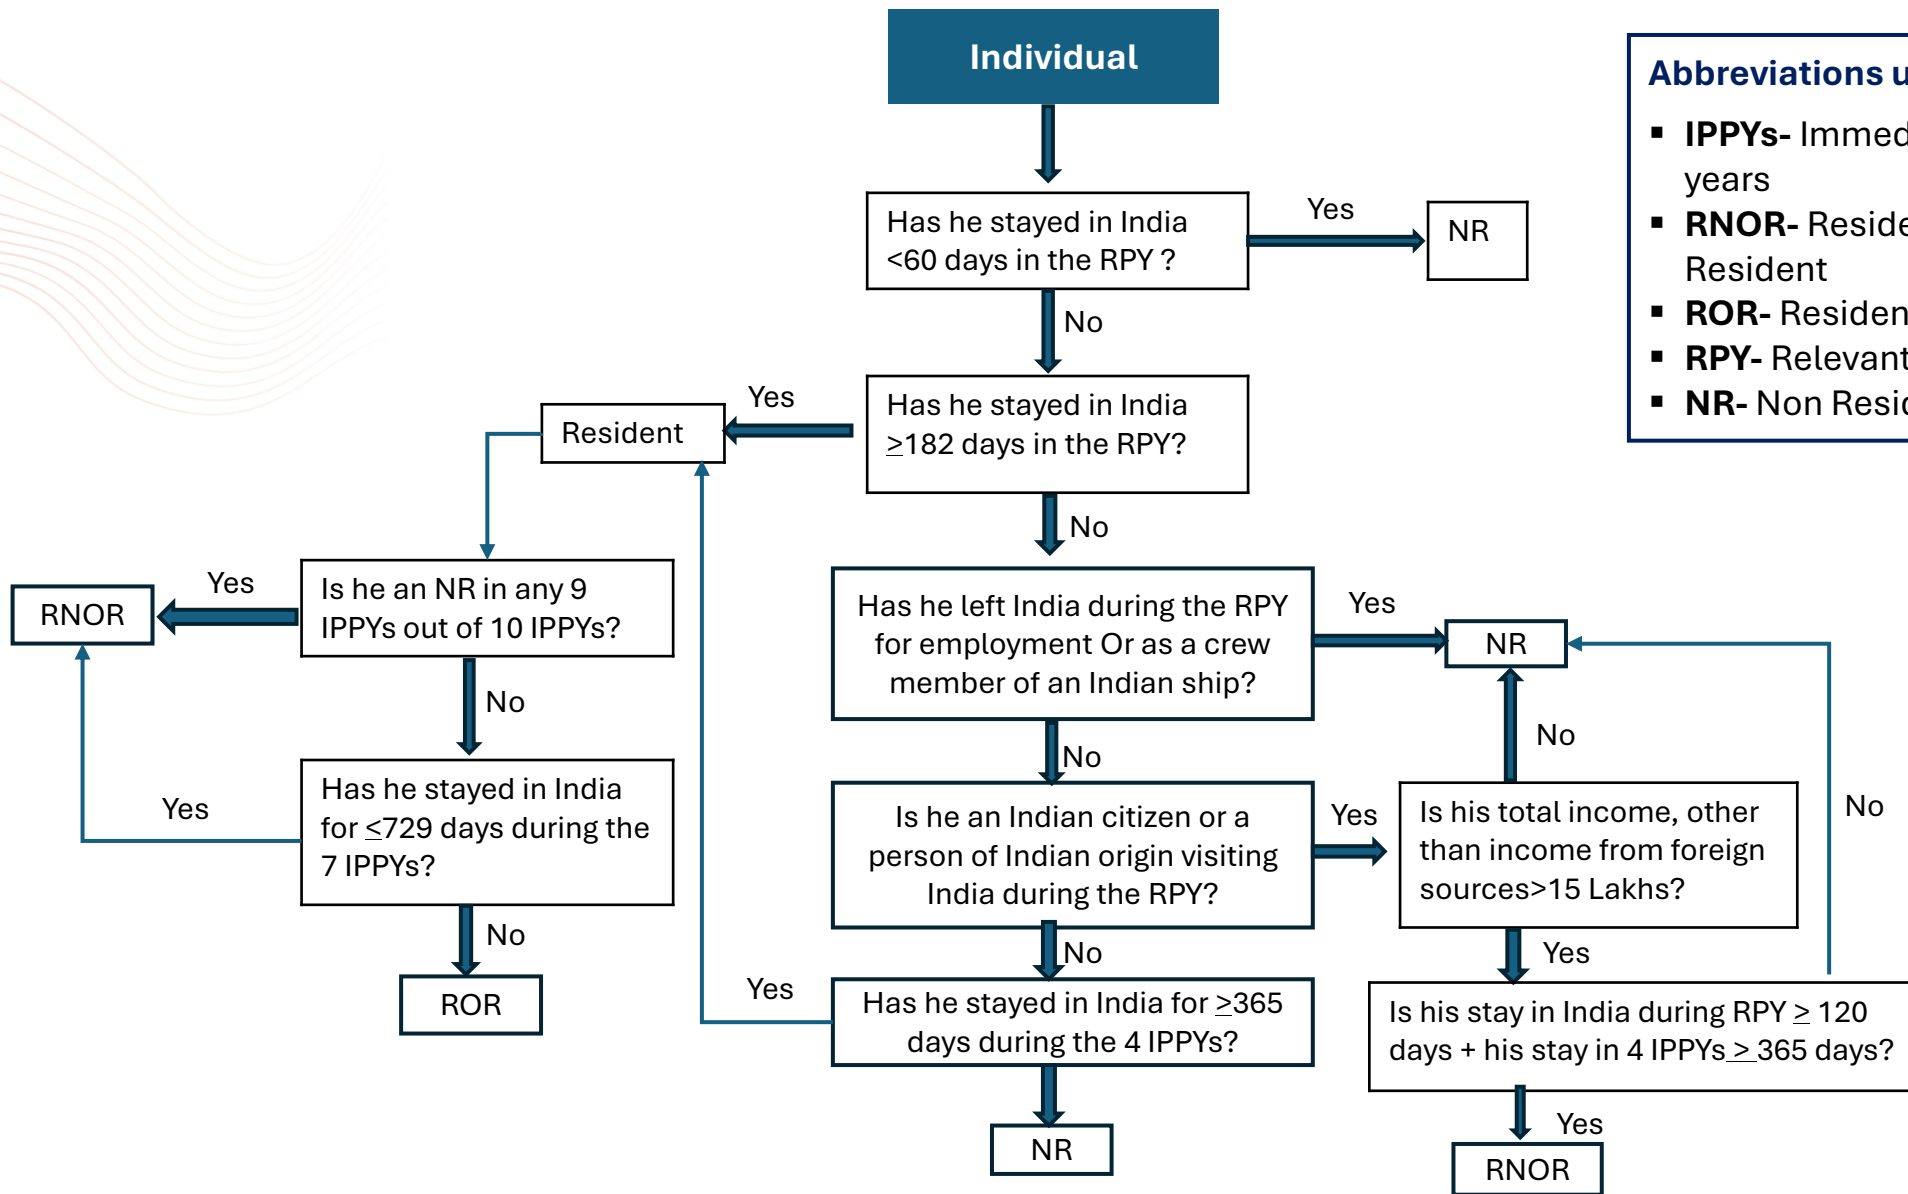 Individual
Abbreviations
▪ IPPYs-
years
▪ RNOR-
Resident
▪ ROR-
▪ RPY- Relevant
▪ NR- Non
Has he stayed in India
<60 days in the RPY ?
Yes
NR
No
Has he stayed in India
≥182 days in the RPY?
Yes
Resident
No
Is he an NR in any 9
IPPYs out of 10 IPPYs?
Yes
RNOR
No
Has he stayed in India
for ≤729 days during the
7 IPPYs?
Yes
No
ROR
Has he left India during the RPY
for employment Or as a crew
member of an Indian ship?
Yes
NR
No
Is he an Indian citizen or a
person of Indian origin visiting
India during the RPY?
Yes
Is his total income, other
than income from foreign
sources>15 Lakhs?
No
No
Yes
No
Has he stayed in India for ≥365
days during the 4 IPPYs?
Yes
NR
Is his stay in India during RPY ≥ 120
days + his stay in 4 IPPYs ≥ 365 days?
Yes
RNOR